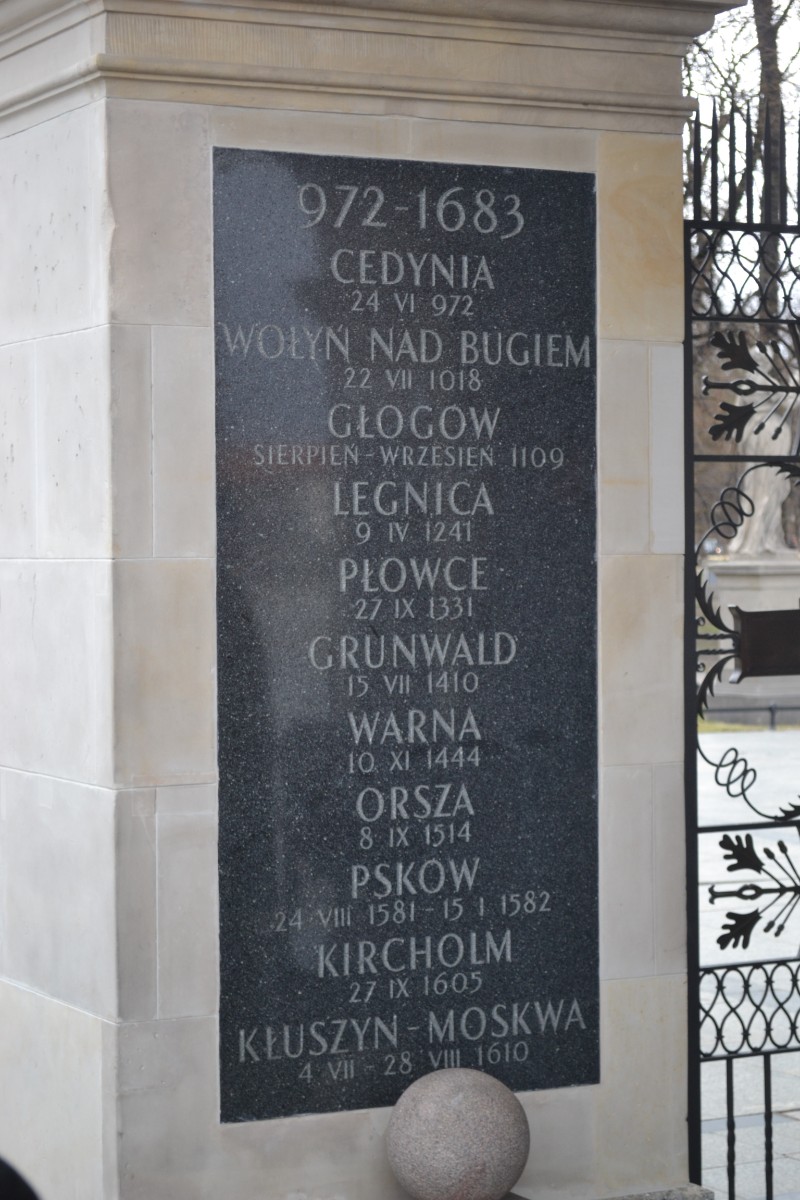 972-1683
CEDYNIA
24 VI 972
WOŁYŃ NAD BUGIEM
22 VII 1018
GŁOGÓW
SIERPIEŃ-WRZESIEŃ 1109
LEGNICA
9 IV 1241
PŁOWCE
27 IX 1331
GRUNWALD
15 VII 1410
WARNA
10 XI 1444
ORSZA
8 IX 1514
PSKÓW
24 VIII 1581-15 I 1582
KIRCHOLM
27 IX 1605
KŁUSZYN-MOSKWA
4 VII - 28 VIII 1610